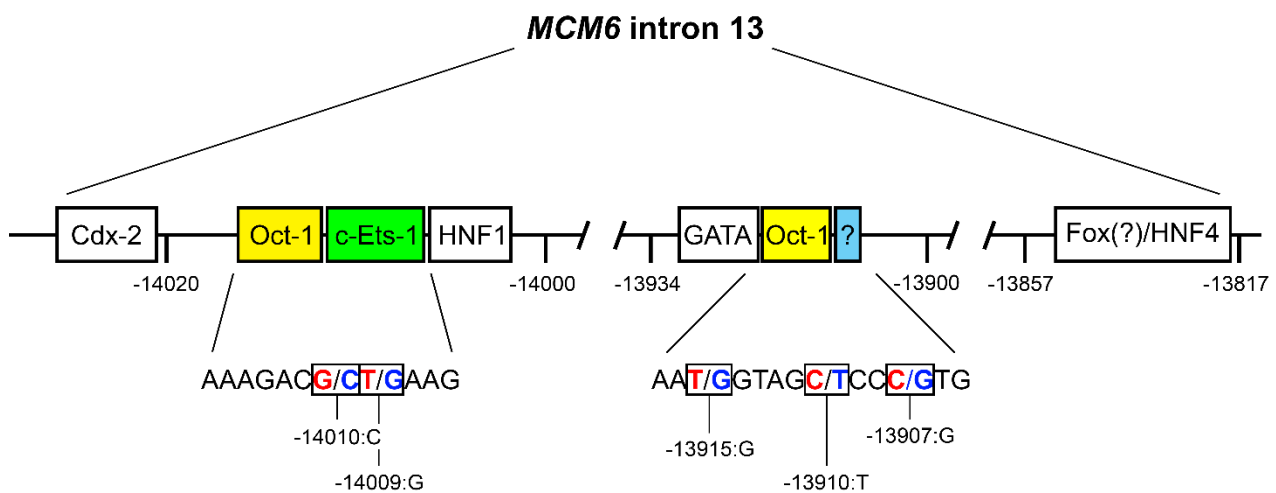 MCM6 intron 13
Cdx-2 Oct-1 c-Ets-1 HNF1 GATA Oct-1 ? Fox(?)/HNF4
-14020 -14000 -13934 -13900 -13857 -13817
AAAGACG/CT/GAAG AAT/GGTAGC/TCCC/GTG
-14010:C -13915:G -13907:G
-14009:G -13910:T